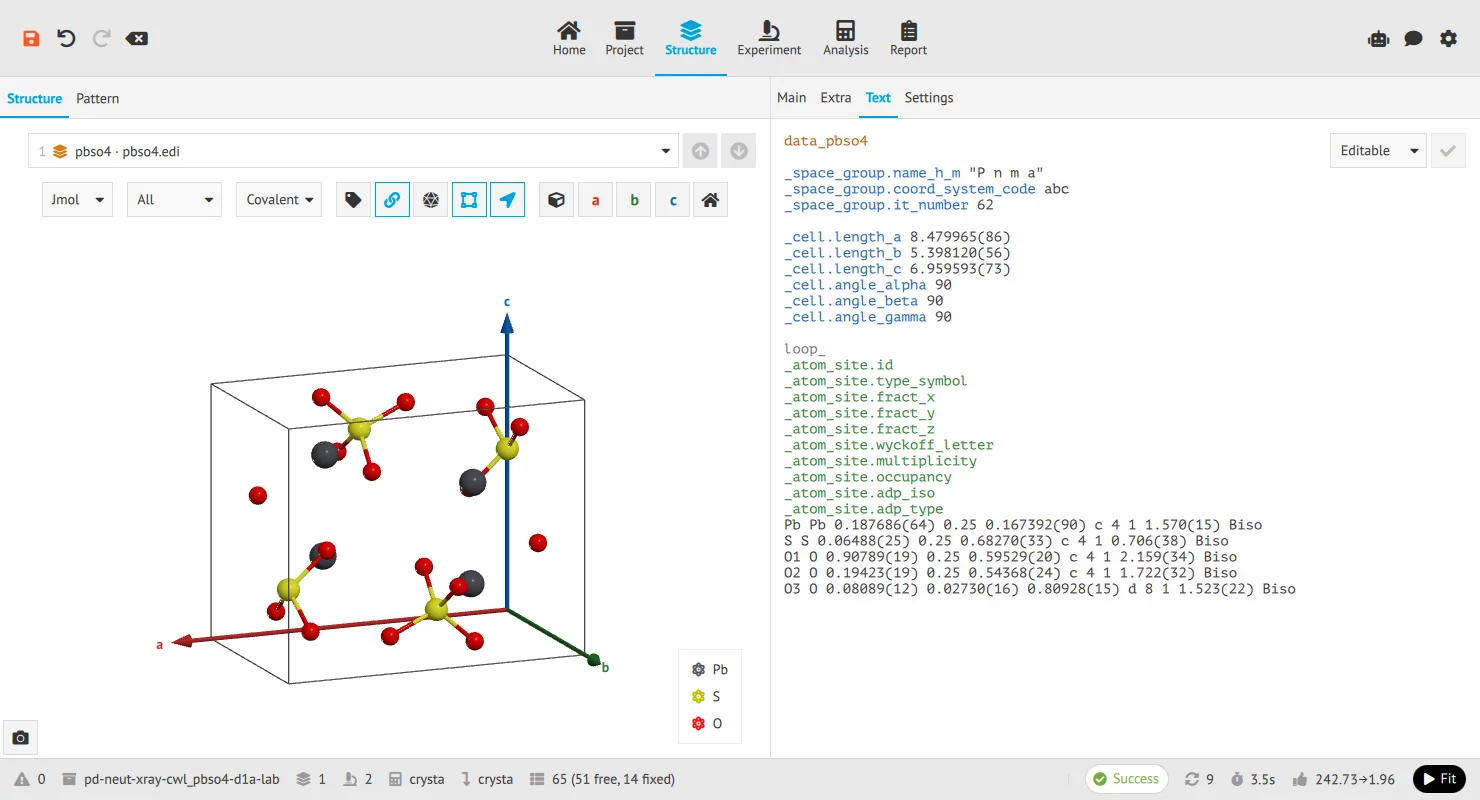 Home Project Structure Experiment Analysis Report
Structure Pattern
Main Extra Text Settings
1 pbso4 · pbso4.edi
Jmol All Covalent a b c
c
a
b
Pb
S
O
Editable
data_pbso4
_space_group.name_h_m "P n m a"
_space_group.coord_system_code abc
_space_group.it_number 62
_cell.length_a 8.479965(86)
_cell.length_b 5.398120(56)
_cell.length_c 6.959593(73)
_cell.angle_alpha 90
_cell.angle_beta 90
_cell.angle_gamma 90
loop_
_atom_site.id
_atom_site.type_symbol
_atom_site.fract_x
_atom_site.fract_y
_atom_site.fract_z
_atom_site.wyckoff_letter
_atom_site.multiplicity
_atom_site.occupancy
_atom_site.adp_iso
_atom_site.adp_type
Pb Pb 0.187686(64) 0.25 0.167392(90) c 4 1 1.570(15) Biso
S S 0.06488(25) 0.25 0.68270(33) c 4 1 0.706(38) Biso
O1 O 0.90789(19) 0.25 0.59529(20) c 4 1 2.159(34) Biso
O2 O 0.19423(19) 0.25 0.54368(24) c 4 1 1.722(32) Biso
O3 O 0.08089(12) 0.02730(16) 0.80928(15) d 8 1 1.523(22) Biso
0 pd-neut-xray-cwl_pbso4-d1a-lab 1 2 crysta crysta 65 (51 free, 14 fixed) Success 9 3.5s 242.73→1.96 Fit